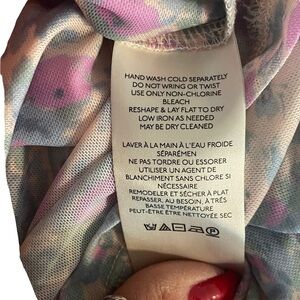 HAND WASH COLD SEPARATELY
DO NOT WRING OR TWIST
USE ONLY NON-CHLORINE
BLEACH
RESHAPE & LAY FLAT TO DRY
LOW IRON AS NEEDED
MAY BE DRY CLEANED
LAVER À LA MAIN À L'EAU FROIDE
SÉPARÉMEN
NE PAS TORDRE OU ESSORER
UTILISER UN AGENT DE
BLANCHIMENT SANS CHLORE SI
NÉCESSAIRE
REMODELER ET SÉCHER À PLAT
REPASSER, AU BESOIN, À TRÈS
BASSE TEMPÉRATURE
PEUT-ÊTRE ÊTRE NETTOYÉE SEC